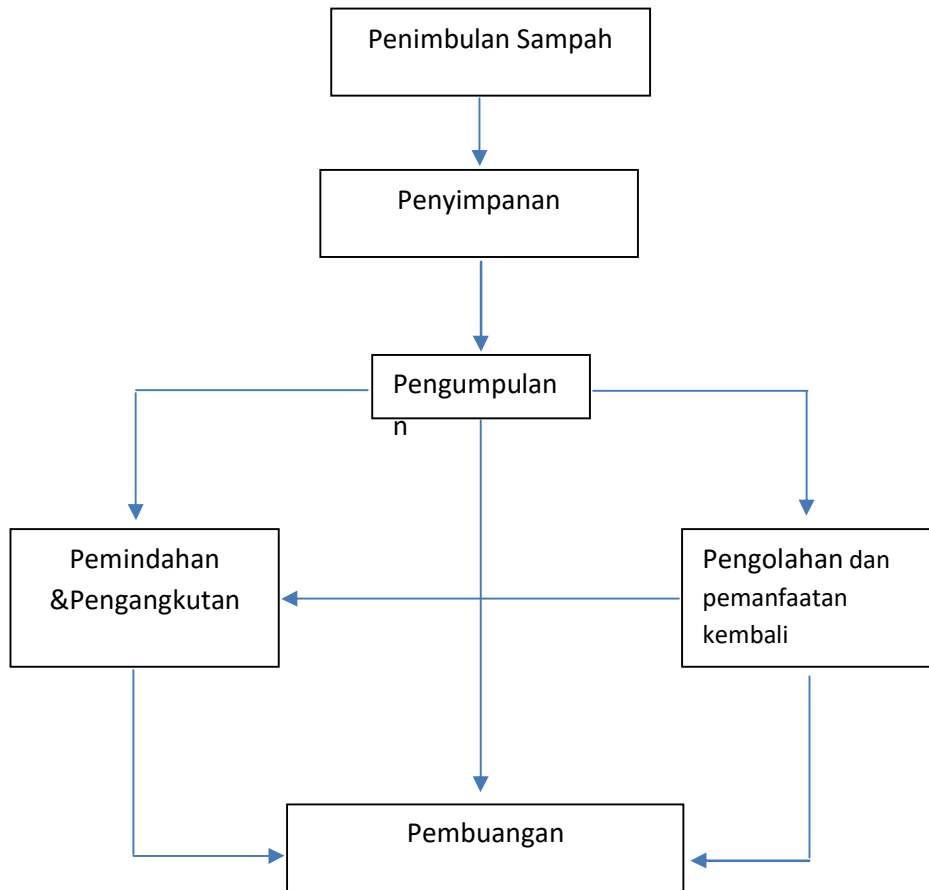 Penimbulan Sampah
Penyimpanan
Pengumpulan
n
Pemindahan
&Pengangkutan
Pengolahan dan
pemanfaatan
kembali
Pembuangan